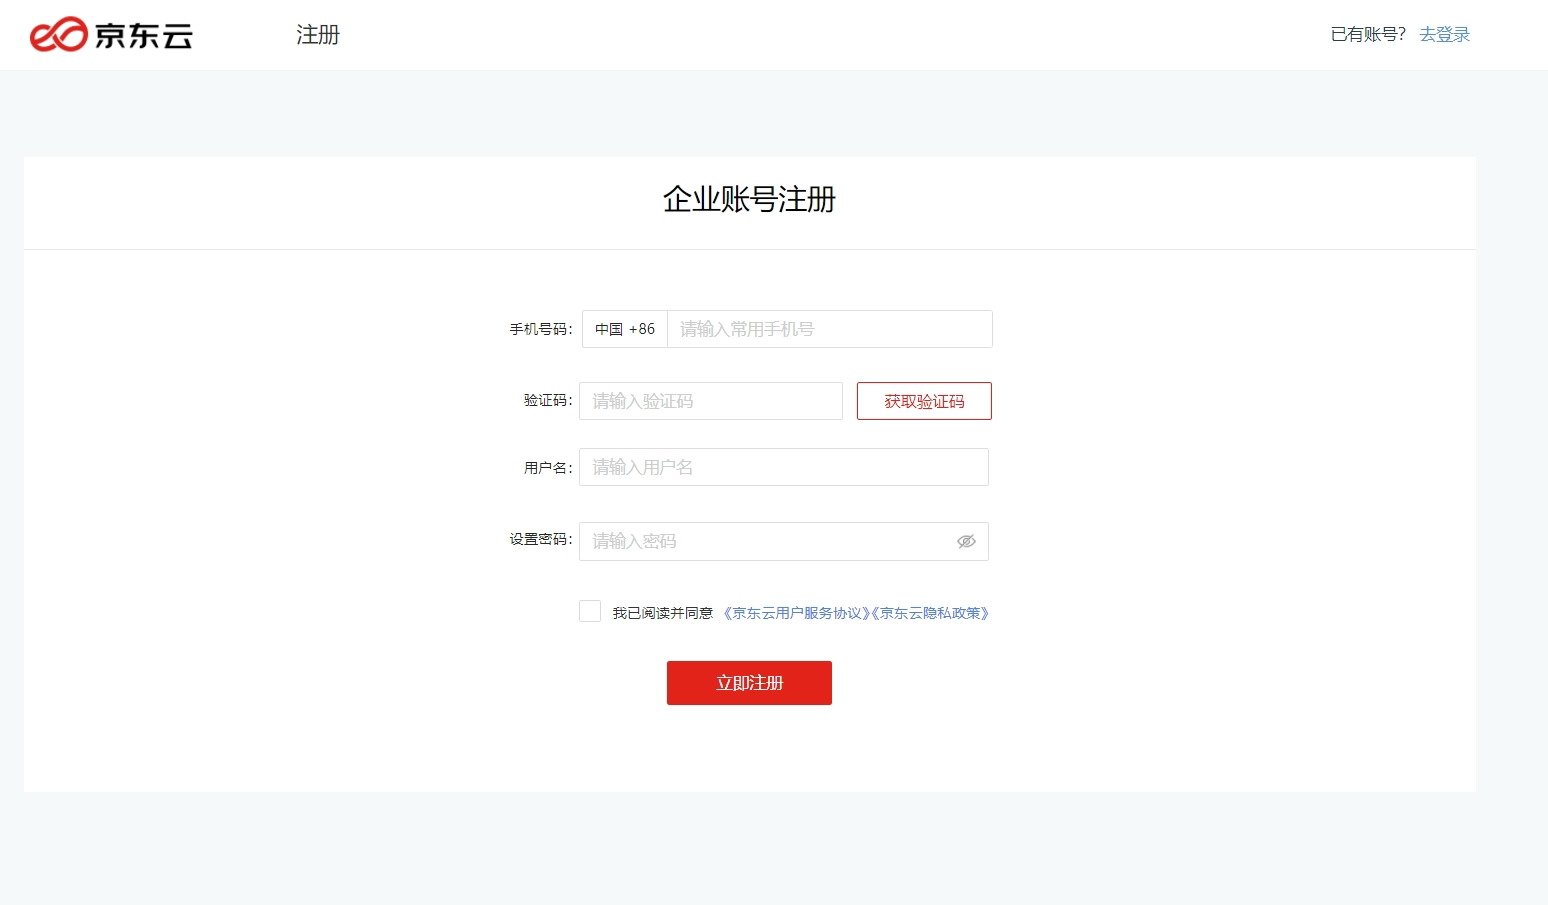 京东云 注册 已有账号? 去登录
企业账号注册
手机号码: 中国 +86 请输入常用手机号
验证码: 请输入验证码 获取验证码
用户名: 请输入用户名
设置密码: 请输入密码
我已阅读并同意 《京东云用户服务协议》《京东云隐私政策》
立即注册